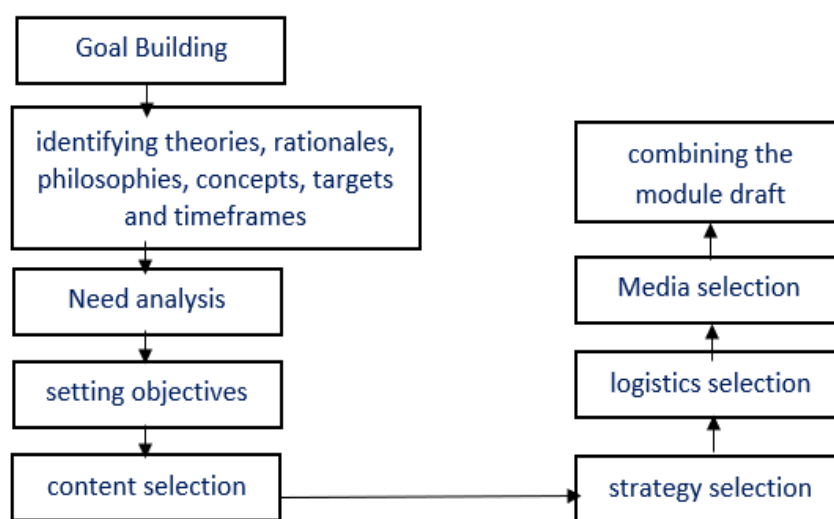 Goal Building
identifying theories, rationales,
philosophies, concepts, targets
and timeframes
Need analysis
setting objectives
content selection
strategy selection
logistics selection
Media selection
combining the
module draft